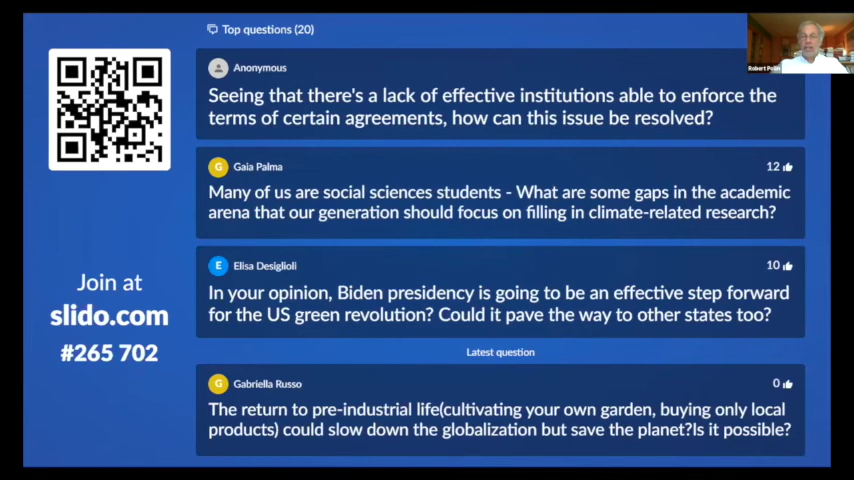 Top questions (20)
Anonymous
Seeing that there's a lack of effective institutions able to enforce the
terms of certain agreements, how can this issue be resolved?
G Gaia Palma 12
Many of us are social sciences students - What are some gaps in the academic
arena that our generation should focus on filling in climate-related research?
E Elisa Desiglioli 10
In your opinion, Biden presidency is going to be an effective step forward
for the US green revolution? Could it pave the way to other states too?
Latest question
G Gabriella Russo 0
The return to pre-industrial life(cultivating your own garden, buying only local
products) could slow down the globalization but save the planet?Is it possible?
Join at
slido.com
#265 702
Robert Pollin